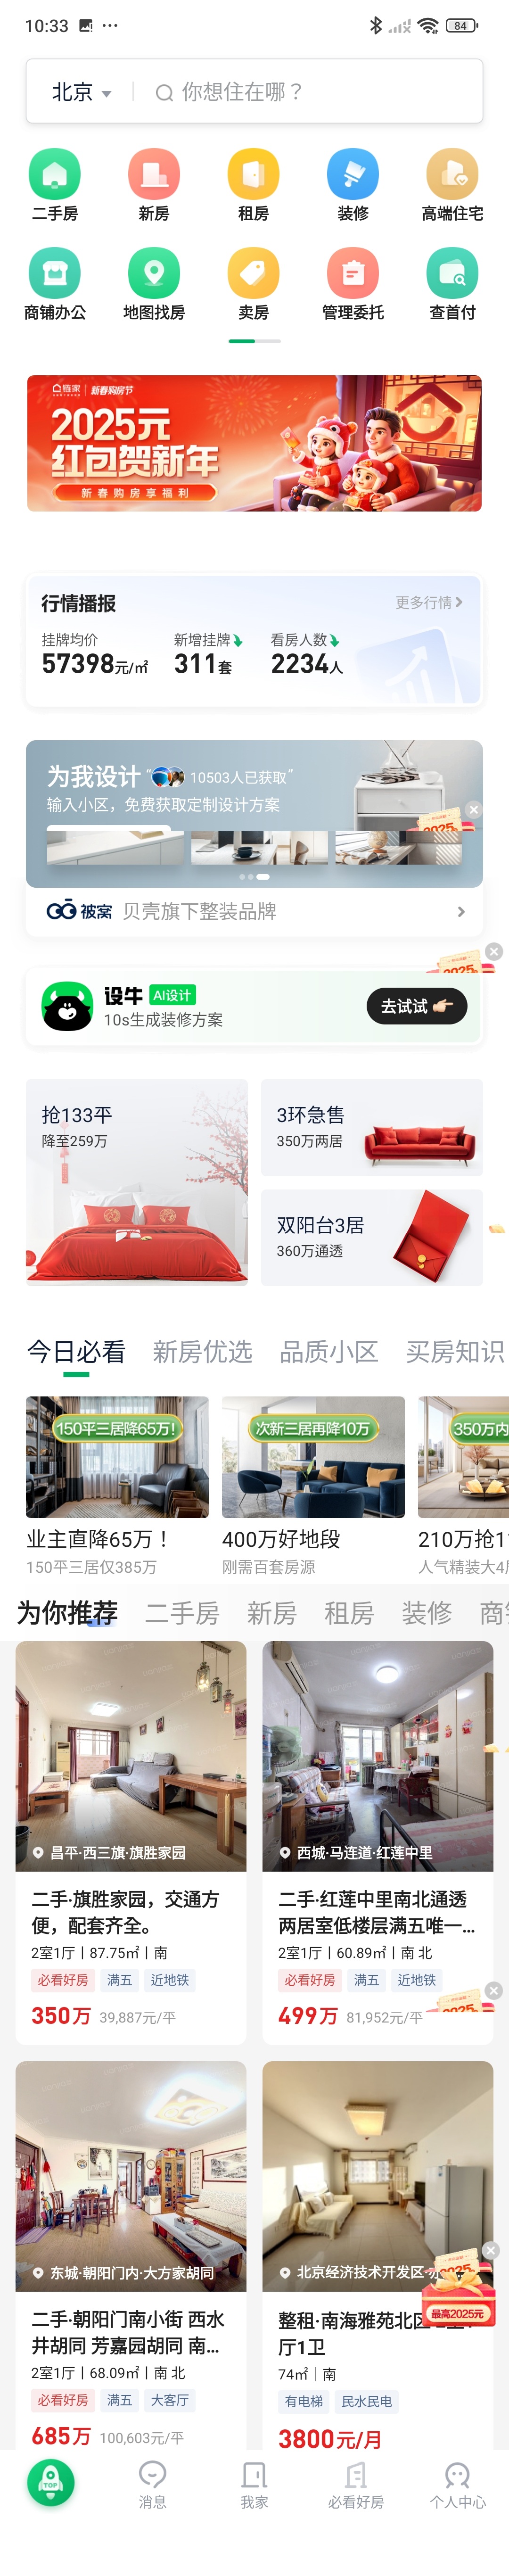 10:33
84
北京
你想住在哪？
二手房
新房
租房
装修
高端住宅
商铺办公
地图找房
卖房
管理委托
查首付
链家 新春购房节
2025元
红包贺新年
新春购房享福利
行情播报
更多行情
挂牌均价
新增挂牌
看房人数
57398元/㎡
311套
2234人
为我设计
“ 10503人已获取”
输入小区，免费获取定制设计方案
2025
被窝 贝壳旗下整装品牌
2025
设牛 AI设计
10s生成装修方案
去试试
抢133平
降至259万
3环急售
350万两居
双阳台3居
360万通透
今日必看 新房优选 品质小区 买房知识
150平三居降65万！
次新三居再降10万
350万内
业主直降65万！
400万好地段
210万抢1
150平三居仅385万
刚需百套房源
人气精装大4
为你推荐 二手房 新房 租房 装修
昌平·西三旗·旗胜家园
西城·马连道·红莲中里
二手·旗胜家园，交通方
便，配套齐全。
2室1厅 | 87.75㎡ | 南
必看好房 满五 近地铁
350万 39,887元/平
二手·红莲中里南北通透
两居室低楼层满五唯一...
2室1厅 | 60.89㎡ | 南 北
必看好房 满五 近地铁
499万 81,952元/平
2025
东城·朝阳门内·大方家胡同
北京经济技术开发区
二手·朝阳门南小街 西水
井胡同 芳嘉园胡同 南...
2室1厅 | 68.09㎡ | 南 北
必看好房 满五 大客厅
685万 100,603元/平
整租·南海雅苑北区
厅1卫
74㎡ | 南
有电梯 民水民电
3800元/月
2025
最高2025元
TOP
消息
我家
必看好房
个人中心